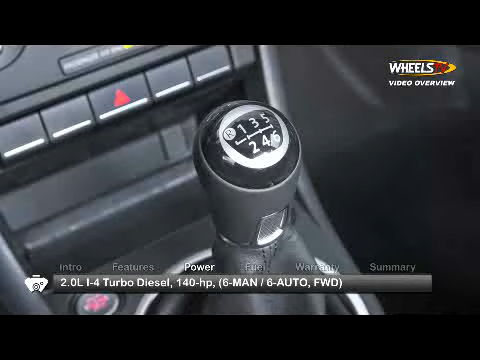 WHEELSTV
VIDEO OVERVIEW
R 1 3 5
2 4 6
Intro Features Power Fuel Warranty Summary
2.0L I-4 Turbo Diesel, 140-hp, (6-MAN / 6-AUTO, FWD)